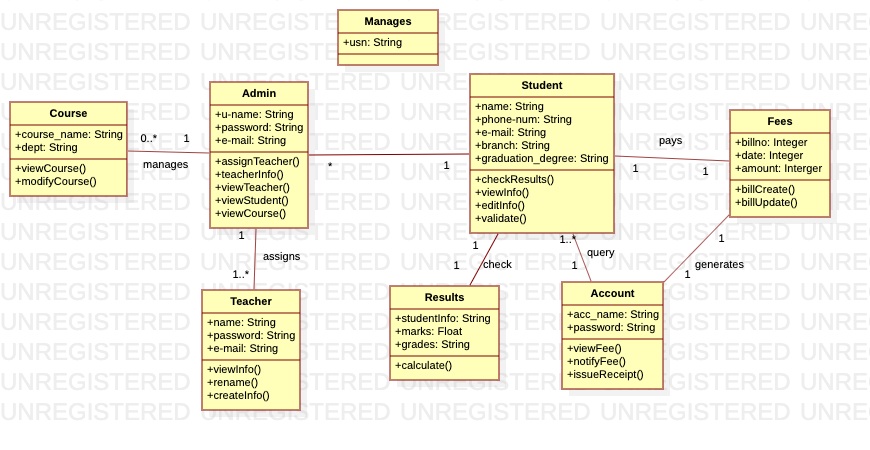 Manages
+usn: String
Course
+course_name: String
+dept: String
+viewCourse()
+modifyCourse()
0..*
1
manages
Admin
+u-name: String
+password: String
+e-mail: String
+assignTeacher()
+teacherInfo()
+viewTeacher()
+viewStudent()
+viewCourse()
*
1
Student
+name: String
+phone-num: String
+e-mail: String
+branch: String
+graduation_degree: String
+checkResults()
+viewInfo()
+editInfo()
+validate()
pays
1
1
Fees
+billno: Integer
+date: Integer
+amount: Interger
+billCreate()
+billUpdate()
1
assigns
1..*
Teacher
+name: String
+password: String
+e-mail: String
+viewInfo()
+rename()
+createInfo()
1
1
check
Results
+studentInfo: String
+marks: Float
+grades: String
+calculate()
1..*
query
1
1
generates
1
Account
+acc_name: String
+password: String
+viewFee()
+notifyFee()
+issueReceipt()
UNREGISTERED UNREGISTERED UNREGISTERED UNREGISTERED